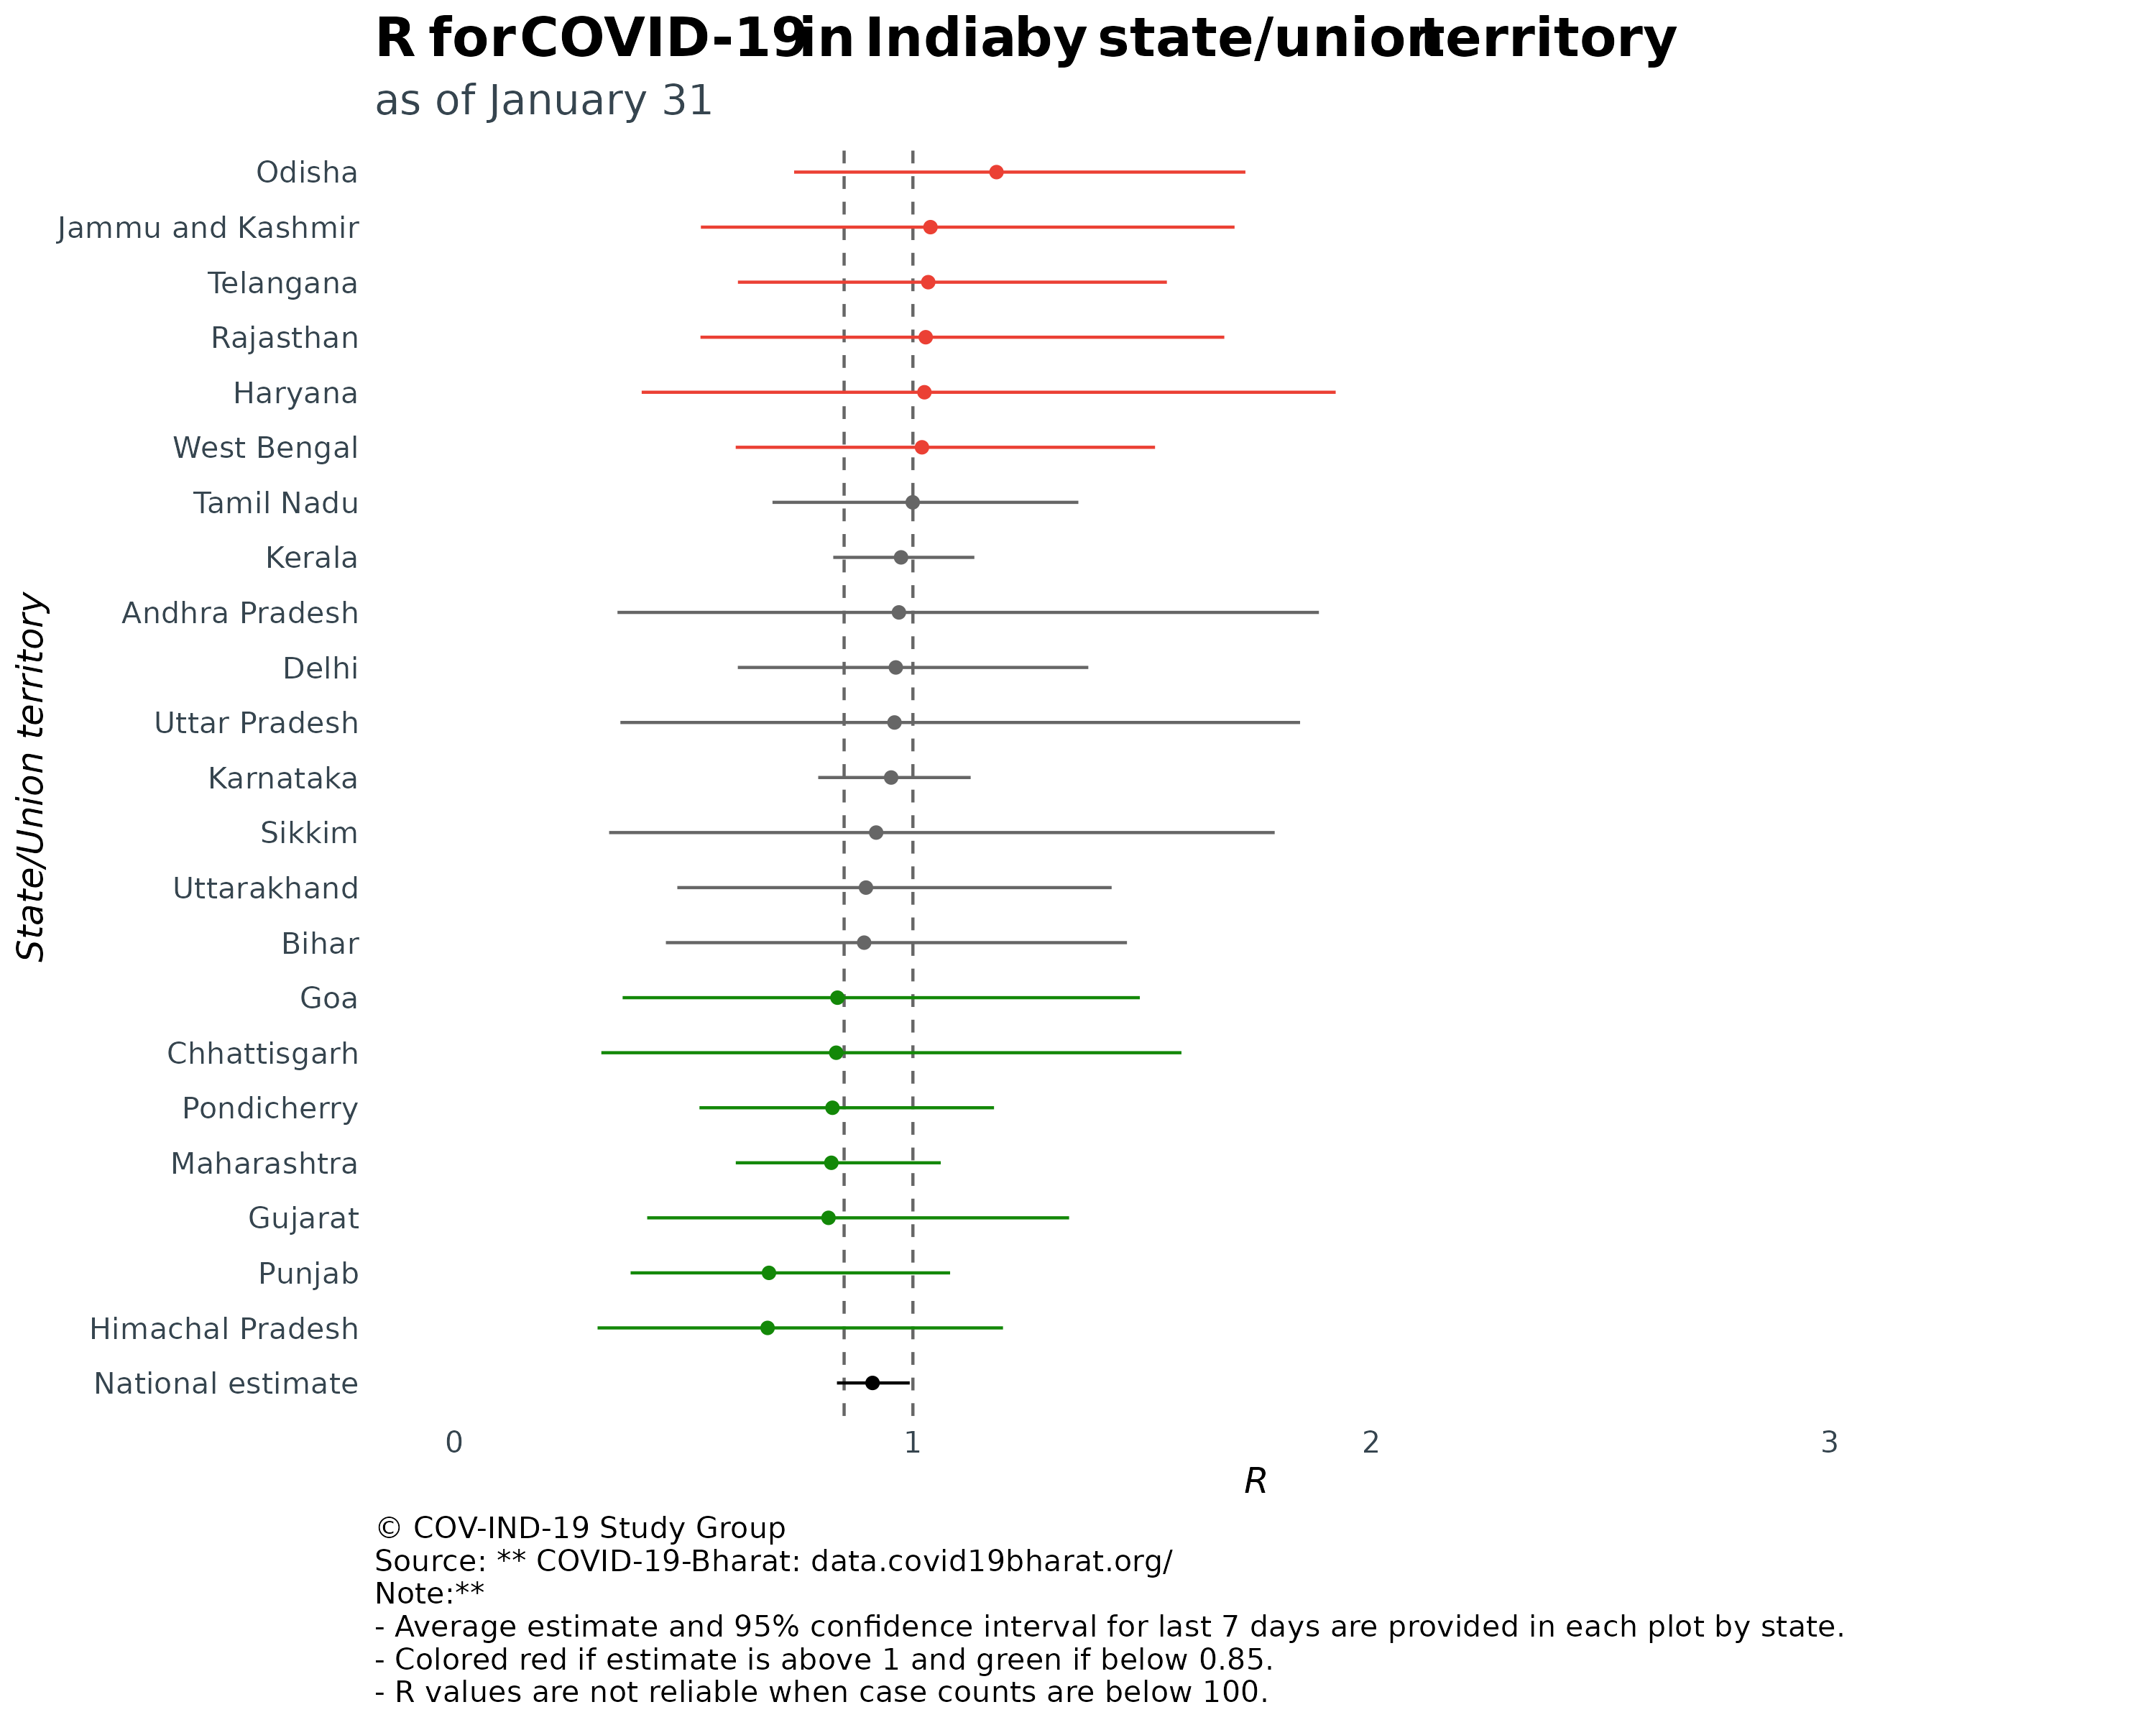 R for COVID-19 in India by state/union territory
as of January 31
Odisha
Jammu and Kashmir
Telangana
Rajasthan
Haryana
West Bengal
Tamil Nadu
Kerala
Andhra Pradesh
Delhi
Uttar Pradesh
Karnataka
Sikkim
Uttarakhand
Bihar
Goa
Chhattisgarh
Pondicherry
Maharashtra
Gujarat
Punjab
Himachal Pradesh
National estimate
State/Union territory
0 1 2 3
R
© COV-IND-19 Study Group
Source: ** COVID-19-Bharat: data.covid19bharat.org/
Note:**
- Average estimate and 95% confidence interval for last 7 days are provided in each plot by state.
- Colored red if estimate is above 1 and green if below 0.85.
- R values are not reliable when case counts are below 100.